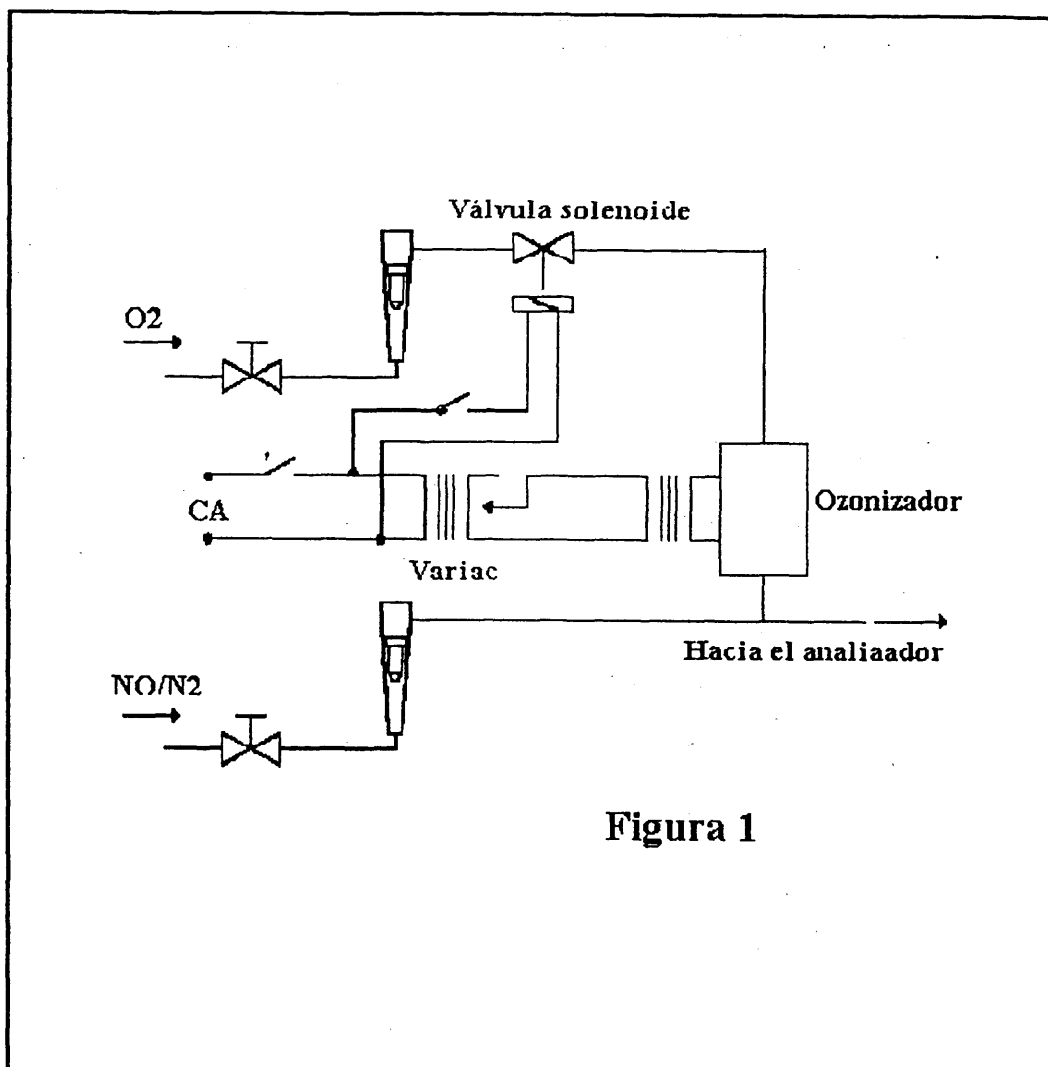 Válvula solenoide
O2
CA
Ozonizador
Variac
Hacia el analiaador
NO/N2
Figura 1